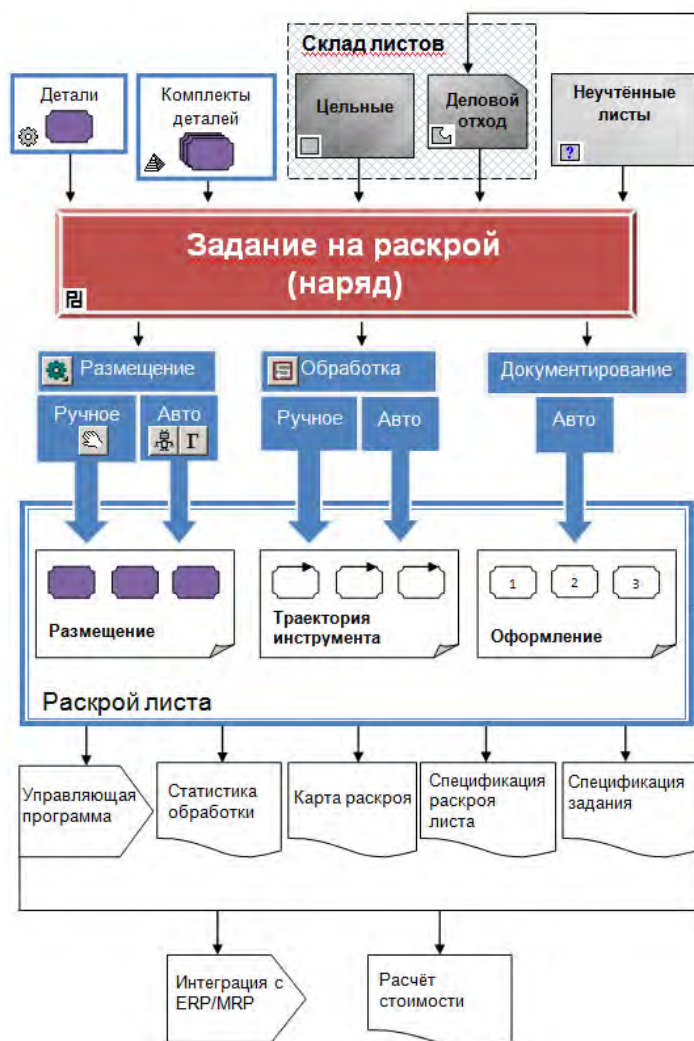 Склад листов
Детали
Комплекты
деталей
Цельные
Деловой
отход
Неучтённые
листы
?
Задание на раскрой
(наряд)
Размещение
Обработка
Документирование
Ручное
Авто
Г
Ручное
Авто
Авто
1
2
3
Размещение
Траектория
инструмента
Оформление
Раскрой листа
Управляющая
программа
Статистика
обработки
Карта раскроя
Спецификация
раскроя
листа
Спецификация
задания
Интеграция с
ERP/MRP
Расчёт
стоимости